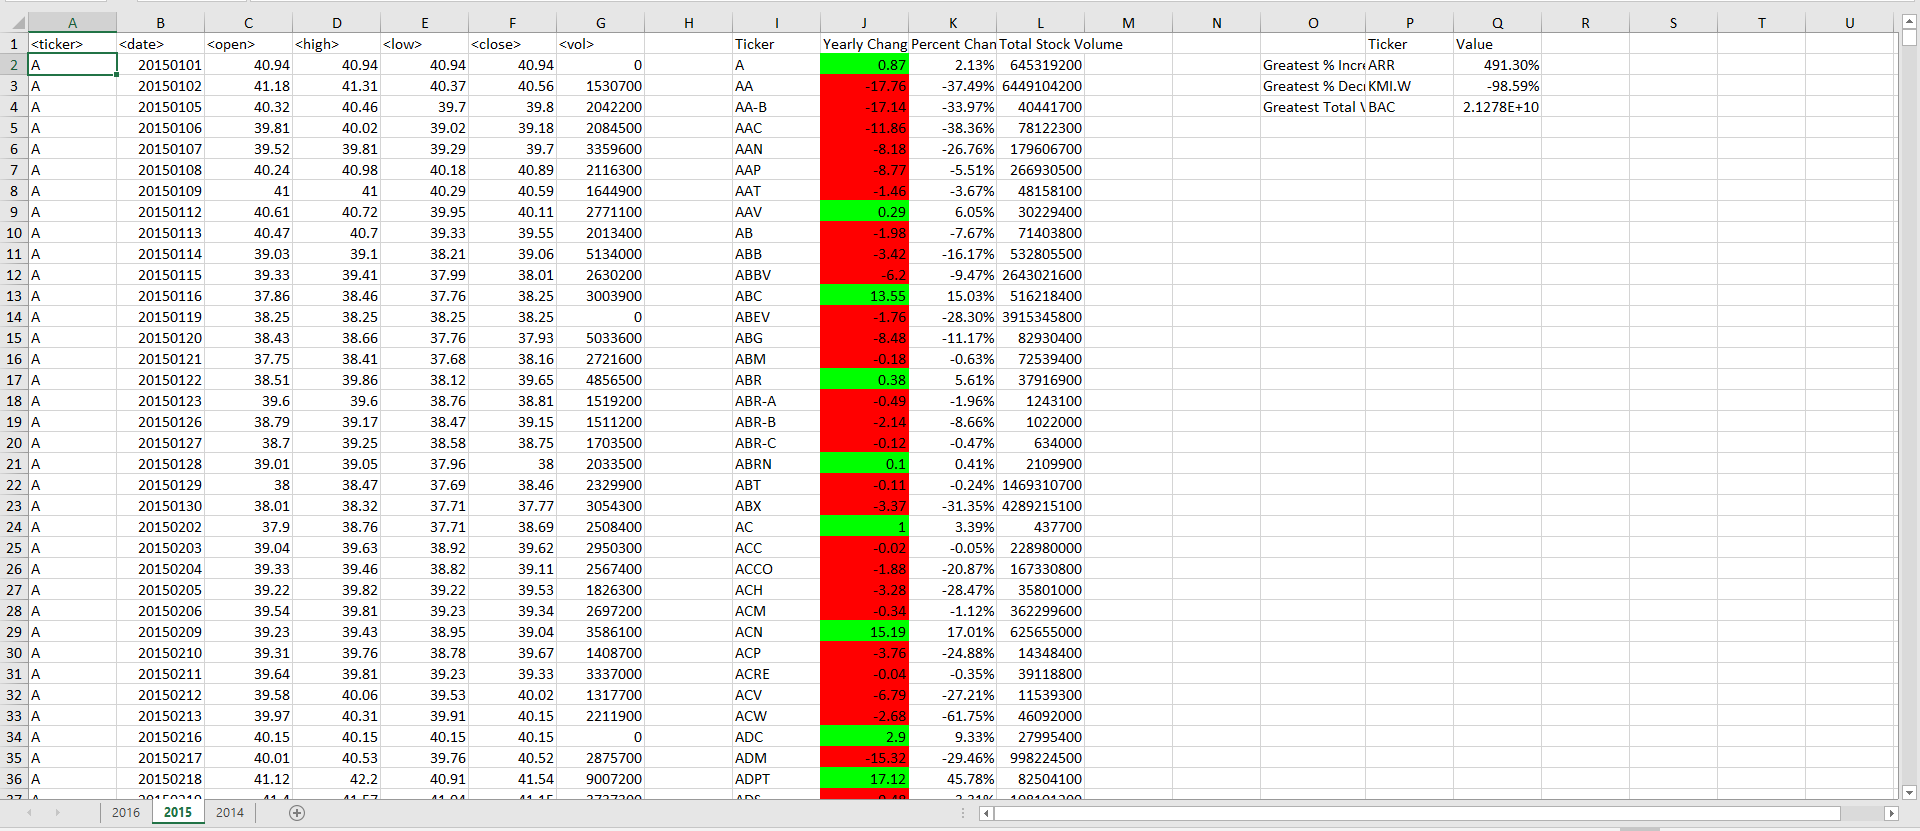 A B C D E F G H I J K L M N O P Q R S T U
1 <ticker> <date> <open> <high> <low> <close> <vol> Ticker Yearly Chang Percent Chan Total Stock Volume Ticker Value
2 A 20150101 40.94 40.94 40.94 40.94 0 A 0.87 2.13% 645319200 Greatest % Incre ARR 491.30%
3 A 20150102 41.18 41.31 40.37 40.56 1530700 AA -17.76 -37.49% 6449104200 Greatest % Decr KMI.W -98.59%
4 A 20150105 40.32 40.46 39.7 39.8 2042200 AA-B -17.14 -33.97% 40441700 Greatest Total V BAC 2.1278E+10
5 A 20150106 39.81 40.02 39.02 39.18 2084500 AAC -11.86 -38.36% 78122300
6 A 20150107 39.52 39.81 39.29 39.7 3359600 AAN -8.18 -26.76% 179606700
7 A 20150108 40.24 40.98 40.18 40.89 2116300 AAP -8.77 -5.51% 266930500
8 A 20150109 41 41 40.29 40.59 1644900 AAT -1.46 -3.67% 48158100
9 A 20150112 40.61 40.72 39.95 40.11 2771100 AAV 0.29 6.05% 30229400
10 A 20150113 40.47 40.7 39.33 39.55 2013400 AB -1.98 -7.67% 71403800
11 A 20150114 39.03 39.1 38.21 39.06 5134000 ABB -3.42 -16.17% 532805500
12 A 20150115 39.33 39.41 37.99 38.01 2630200 ABBV -6.2 -9.47% 2643021600
13 A 20150116 37.86 38.46 37.76 38.25 3003900 ABC 13.55 15.03% 516218400
14 A 20150119 38.25 38.25 38.25 38.25 0 ABEV -1.76 -28.30% 3915345800
15 A 20150120 38.43 38.66 37.76 37.93 5033600 ABG -8.48 -11.17% 82930400
16 A 20150121 37.75 38.41 37.68 38.16 2721600 ABM -0.18 -0.63% 72539400
17 A 20150122 38.51 39.86 38.12 39.65 4856500 ABR 0.38 5.61% 37916900
18 A 20150123 39.6 39.6 38.76 38.81 1519200 ABR-A -0.49 -1.96% 1243100
19 A 20150126 38.79 39.17 38.47 39.15 1511200 ABR-B -2.14 -8.66% 1022000
20 A 20150127 38.7 39.25 38.58 38.75 1703500 ABR-C -0.12 -0.47% 634000
21 A 20150128 39.01 39.05 37.96 38 2033500 ABRN 0.1 0.41% 2109900
22 A 20150129 38 38.47 37.69 38.46 2329900 ABT -0.11 -0.24% 1469310700
23 A 20150130 38.01 38.32 37.71 37.77 3054300 ABX -3.37 -31.35% 4289215100
24 A 20150202 37.9 38.76 37.71 38.69 2508400 AC 1 3.39% 437700
25 A 20150203 39.04 39.63 38.92 39.62 2950300 ACC -0.02 -0.05% 228980000
26 A 20150204 39.33 39.46 38.82 39.11 2567400 ACCO -1.88 -20.87% 167330800
27 A 20150205 39.22 39.82 39.22 39.53 1826300 ACH -3.28 -28.47% 35801000
28 A 20150206 39.54 39.81 39.23 39.34 2697200 ACM -0.34 -1.12% 362299600
29 A 20150209 39.23 39.43 38.95 39.04 3586100 ACN 15.19 17.01% 625655000
30 A 20150210 39.31 39.76 38.78 39.67 1408700 ACP -3.76 -24.88% 14348400
31 A 20150211 39.64 39.81 39.23 39.33 3337000 ACRE -0.04 -0.35% 39118800
32 A 20150212 39.58 40.06 39.53 40.02 1317700 ACV -6.79 -27.21% 11539300
33 A 20150213 39.97 40.31 39.91 40.15 2211900 ACW -2.68 -61.75% 46092000
34 A 20150216 40.15 40.15 40.15 40.15 0 ADC 2.9 9.33% 27995400
35 A 20150217 40.01 40.53 39.76 40.52 2875700 ADM -15.32 -29.46% 998224500
36 A 20150218 41.12 42.2 40.91 41.54 9007200 ADPT 17.12 45.78% 82504100
2016 2015 2014